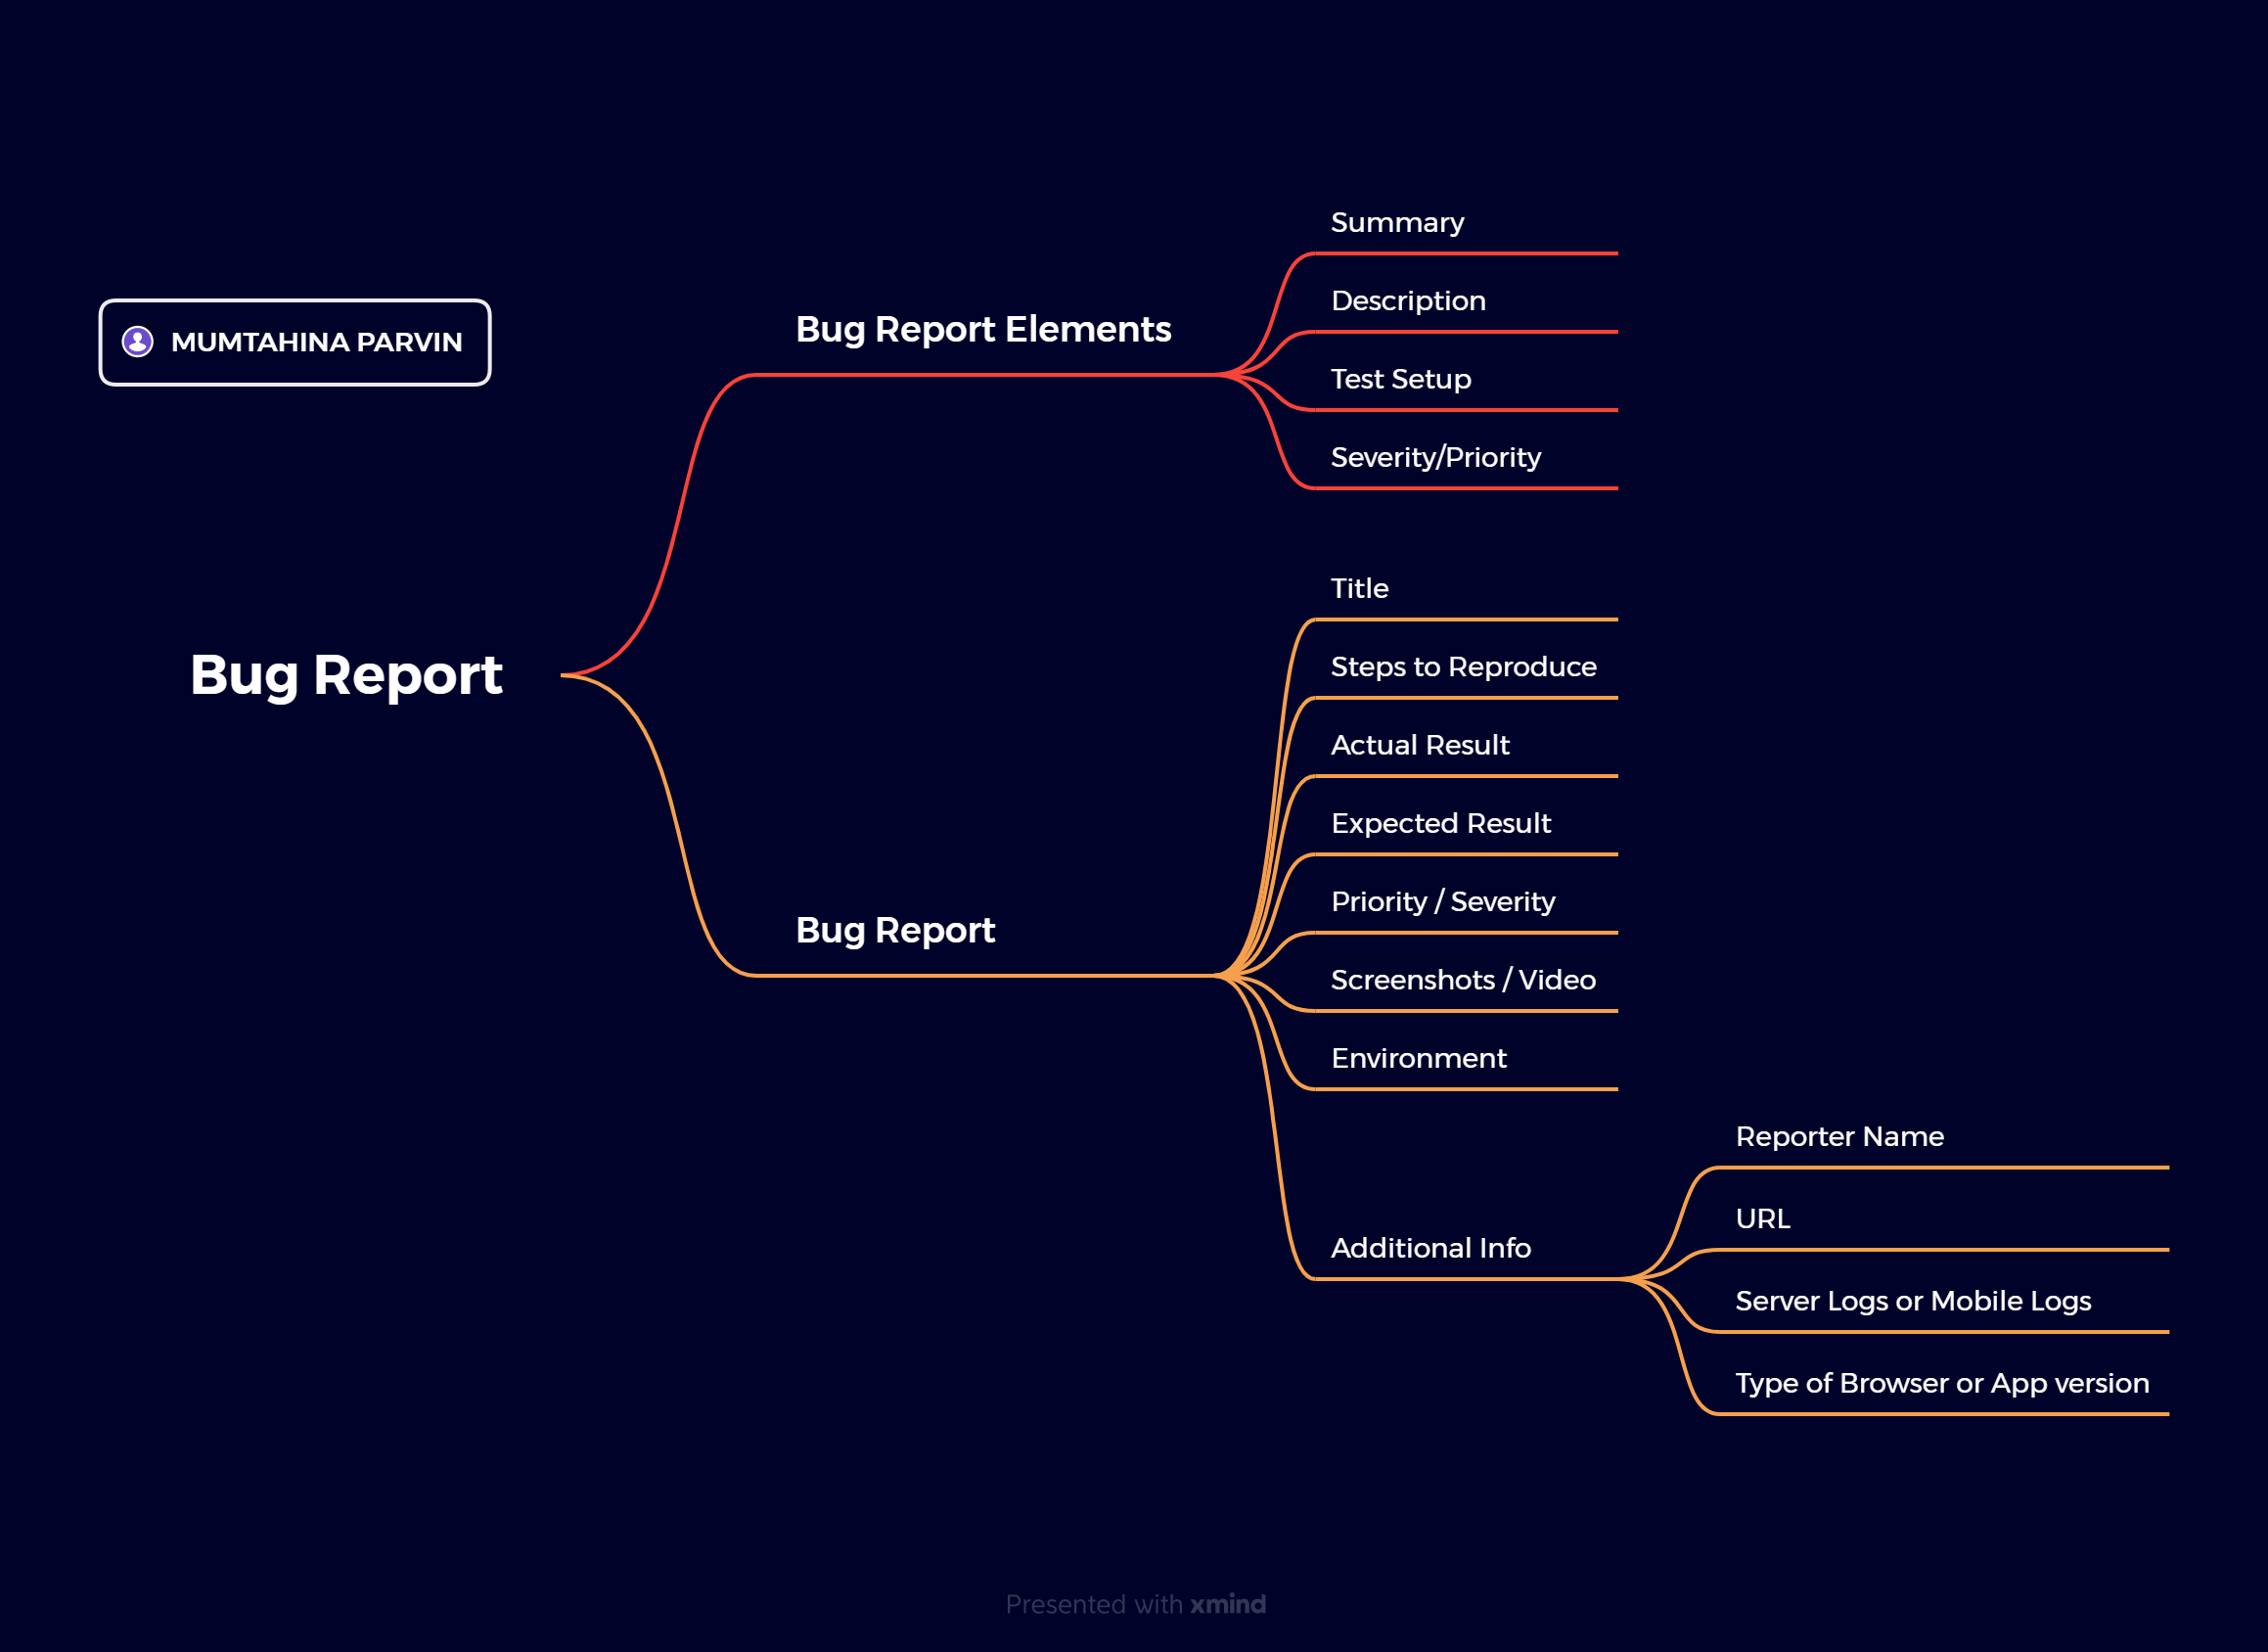 MUMTAHINA PARVIN
Bug Report
Bug Report Elements
Summary
Description
Test Setup
Severity/Priority
Bug Report
Title
Steps to Reproduce
Actual Result
Expected Result
Priority / Severity
Screenshots / Video
Environment
Additional Info
Reporter Name
URL
Server Logs or Mobile Logs
Type of Browser or App version
Presented with xmind